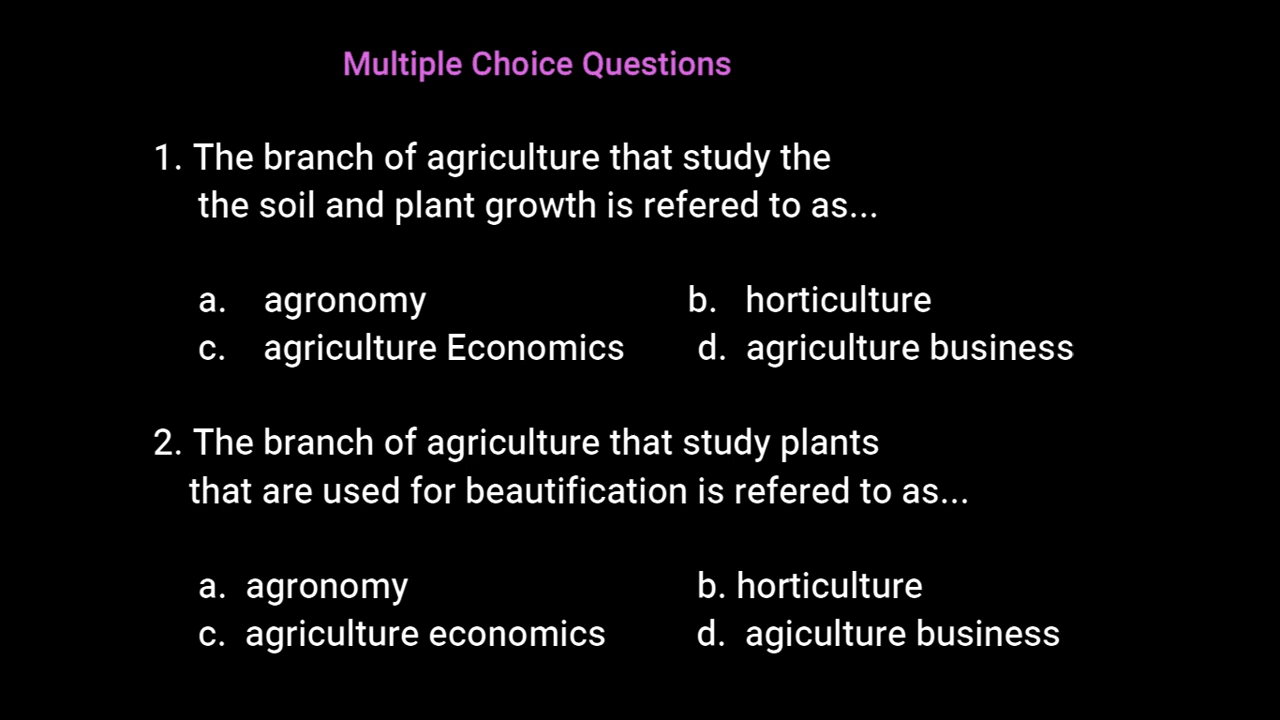 Multiple Choice Questions
1. The branch of agriculture that study the
the soil and plant growth is refered to as...
a. agronomy b. horticulture
c. agriculture Economics d. agriculture business
2. The branch of agriculture that study plants
that are used for beautification is refered to as...
a. agronomy b. horticulture
c. agriculture economics d. agiculture business